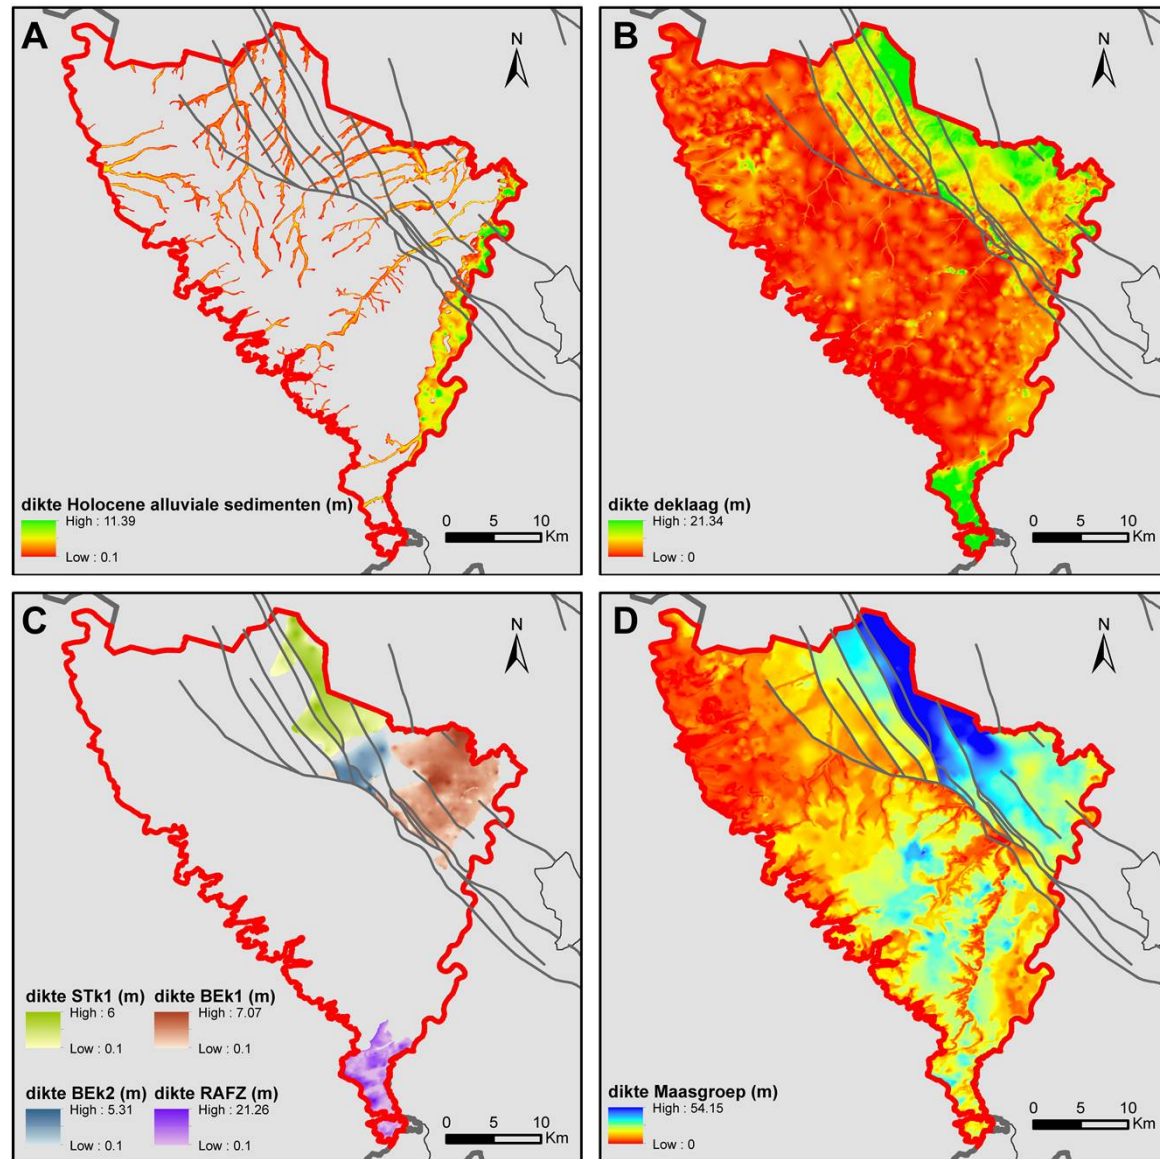 A
N
dikte Holocene alluviale sedimenten (m)
High : 11.39
Low : 0.1
0 5 10
Km
B
N
dikte deklaag (m)
High : 21.34
Low : 0
0 5 10
Km
C
N
dikte STk1 (m)
High : 6
Low : 0.1
dikte BEk1 (m)
High : 7.07
Low : 0.1
dikte BEk2 (m)
High : 5.31
Low : 0.1
dikte RAFZ (m)
High : 21.26
Low : 0.1
0 5 10
Km
D
N
dikte Maasgroep (m)
High : 54.15
Low : 0
0 5 10
Km